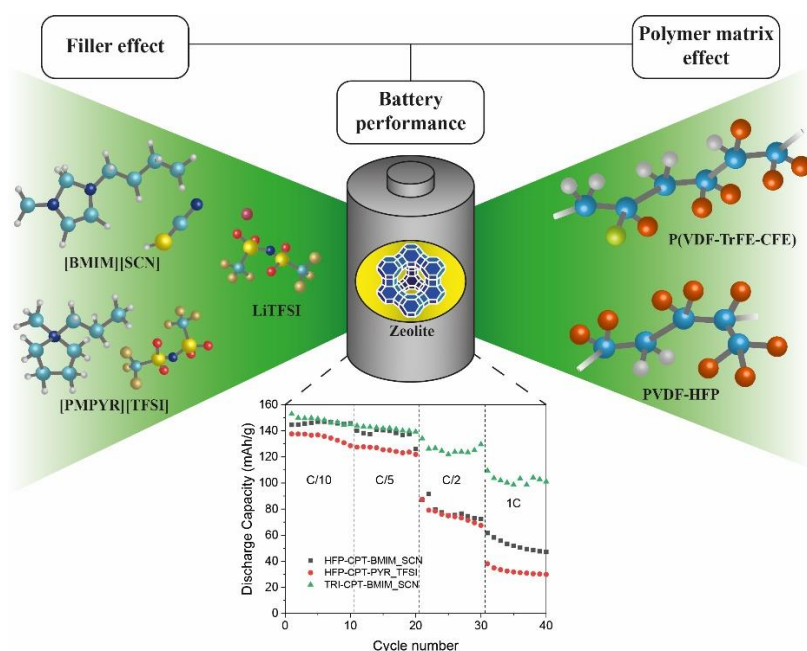 Filler effect
Polymer matrix
effect
Battery
performance
[BMIM][SCN]
LiTFSI
[PMPYR][TFSI]
Zeolite
P(VDF-TrFE-CFE)
PVDF-HFP
160
140
120
100
80
60
40
20
0
Discharge Capacity (mAh/g)
C/10
C/5
C/2
1C
HFP-CPT-BMIM_SCN
HFP-CPT-PYR_TFSI
TRI-CPT-BMIM_SCN
0 10 20 30 40
Cycle number